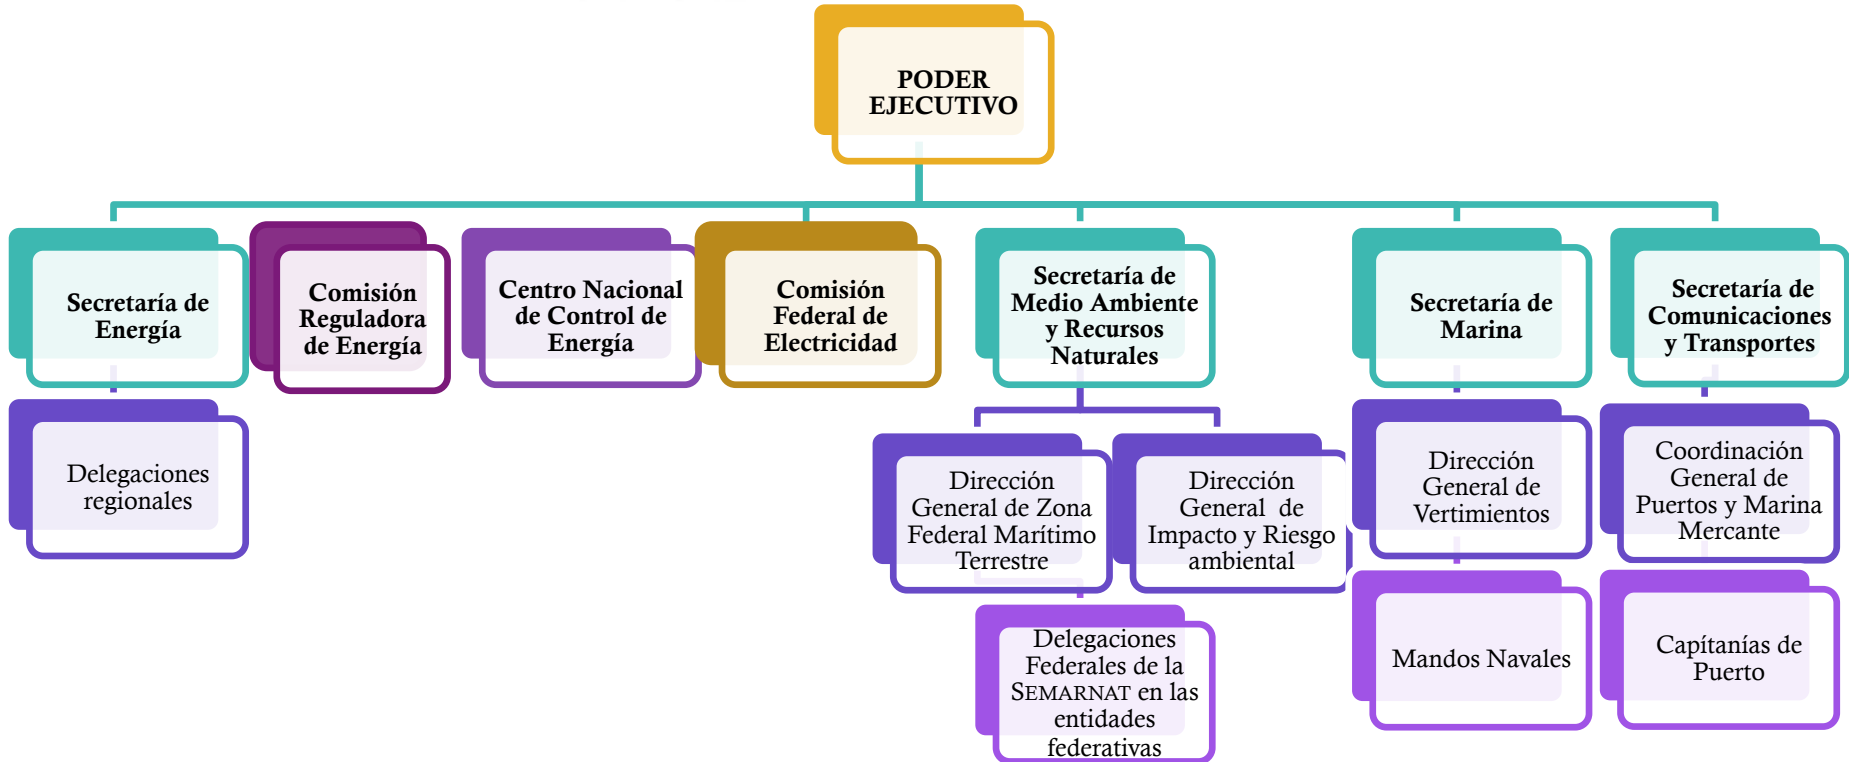 PODER
EJECUTIVO
Secretaría de
Energía
Comisión
Reguladora
de Energía
Centro Nacional
de Control de
Energía
Comisión
Federal de
Electricidad
Secretaría de
Medio Ambiente
y Recursos
Naturales
Secretaría de
Marina
Secretaría de
Comunicaciones
y Transportes
Delegaciones
regionales
Dirección
General de Zona
Federal Marítimo
Terrestre
Dirección
General de
Impacto y Riesgo
ambiental
Dirección
General de
Vertimientos
Coordinación
General de
Puertos y Marina
Mercante
Delegaciones
Federales de la
SEMARNAT en las
entidades
federativas
Mandos Navales
Capítanías de
Puerto